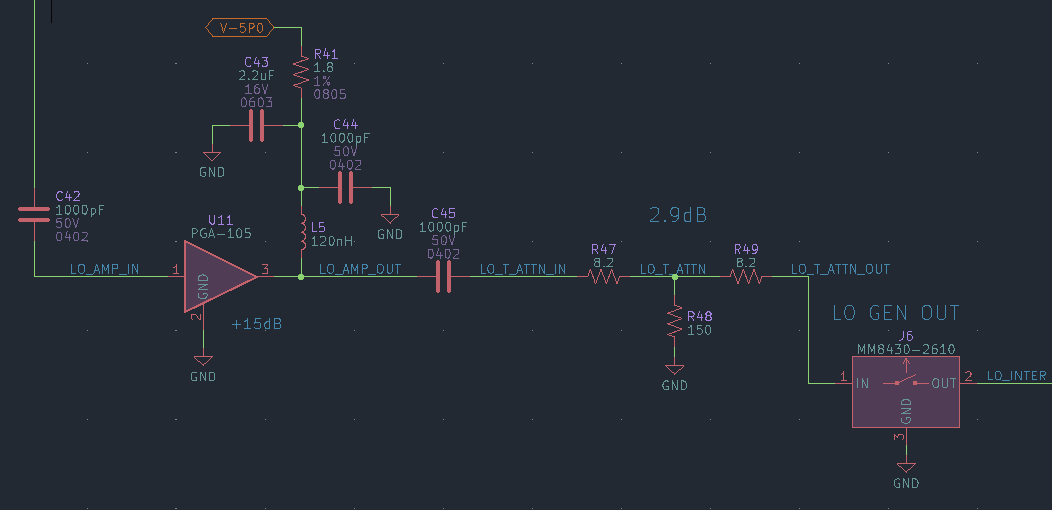 V-5P0
R41
1.8
1%
0805
C43
2.2uF
16V
0603
GND
C44
1000pF
50V
0402
GND
C42
1000pF
50V
0402
LO_AMP_IN
1
U11
PGA-105
GND
3
2
+15dB
GND
L5
120nH
LO_AMP_OUT
C45
1000pF
50V
0402
LO_T_ATTN_IN
2.9dB
R47
8.2
LO_T_ATTN
R49
8.2
LO_T_ATTN_OUT
R48
150
GND
LO GEN OUT
J6
MM8430-2610
1
IN
OUT
2
GND
3
GND
LO_INTER